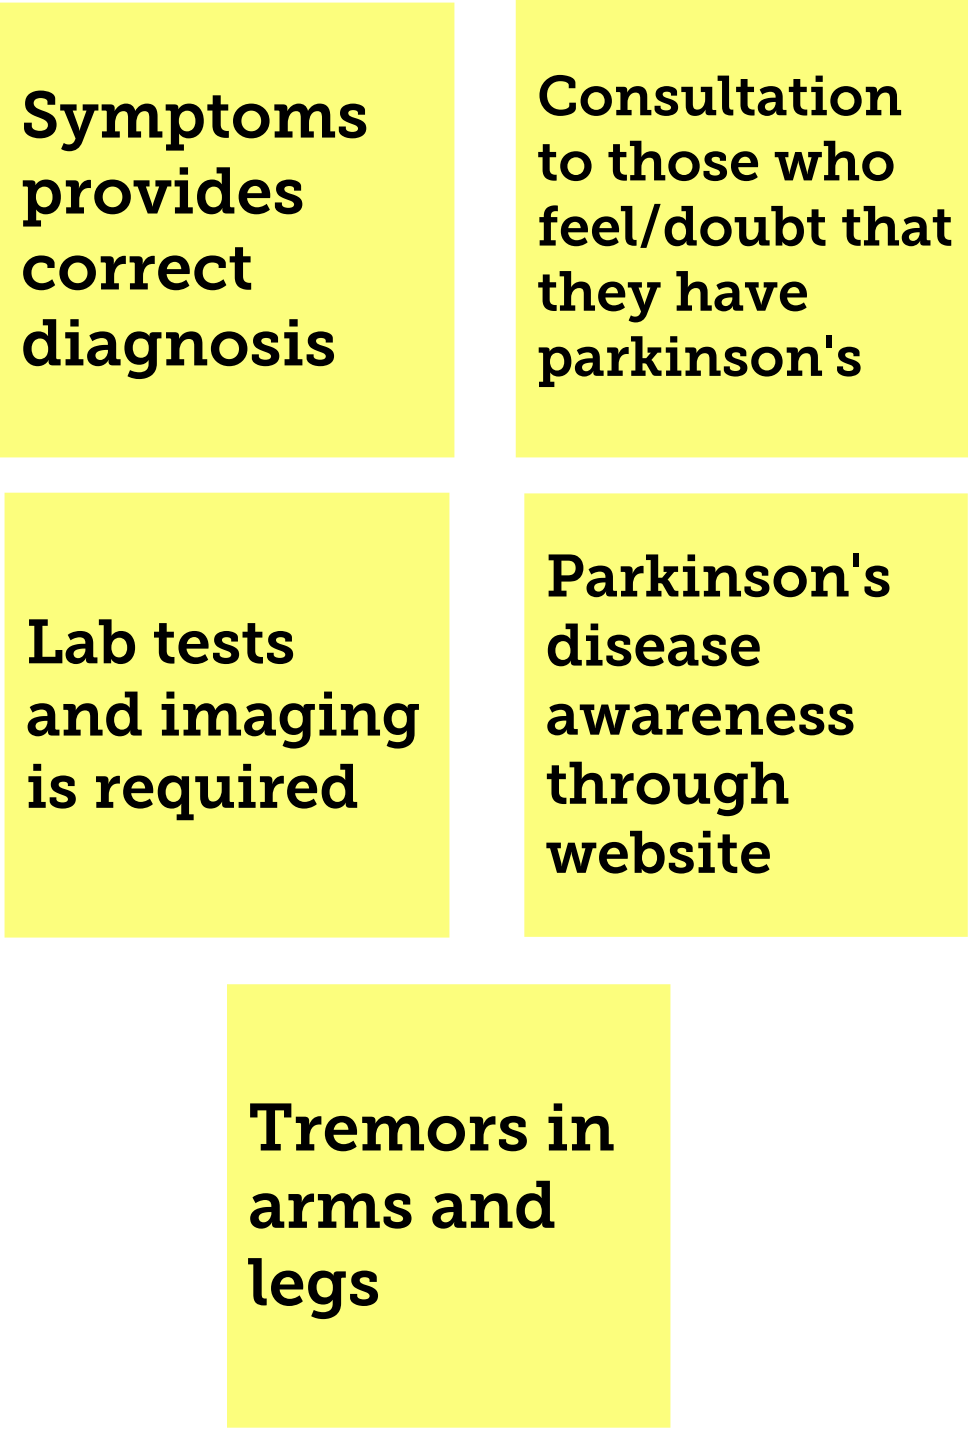 Symptoms
provides
correct
diagnosis
Consultation
to those who
feel/doubt that
they have
parkinson's
Lab tests
and imaging
is required
Parkinson's
disease
awareness
through
website
Tremors in
arms and
legs